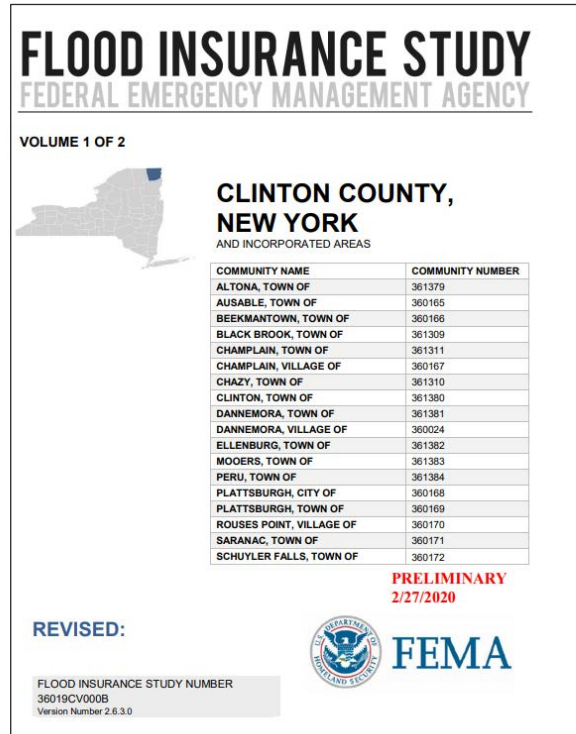 FLOOD INSURANCE STUDY
FEDERAL EMERGENCY MANAGEMENT AGENCY
VOLUME 1 OF 2
CLINTON COUNTY,
NEW YORK
AND INCORPORATED AREAS
COMMUNITY NAME COMMUNITY NUMBER
ALTONA, TOWN OF 361379
AUSABLE, TOWN OF 360165
BEEKMANTOWN, TOWN OF 360166
BLACK BROOK, TOWN OF 361309
CHAMPLAIN, TOWN OF 361311
CHAMPLAIN, VILLAGE OF 360167
CHAZY, TOWN OF 361310
CLINTON, TOWN OF 361380
DANNEMORA, TOWN OF 361381
DANNEMORA, VILLAGE OF 360024
ELLENBURG, TOWN OF 361382
MOOERS, TOWN OF 361383
PERU, TOWN OF 361384
PLATTSBURGH, CITY OF 360168
PLATTSBURGH, TOWN OF 360169
ROUSES POINT, VILLAGE OF 360170
SARANAC, TOWN OF 360171
SCHUYLER FALLS, TOWN OF 360172
PRELIMINARY
2/27/2020
REVISED:
U.S. DEPARTMENT OF
HOMELAND SECURITY
FEMA
FLOOD INSURANCE STUDY NUMBER
36019CV000B
Version Number 2.6.3.0